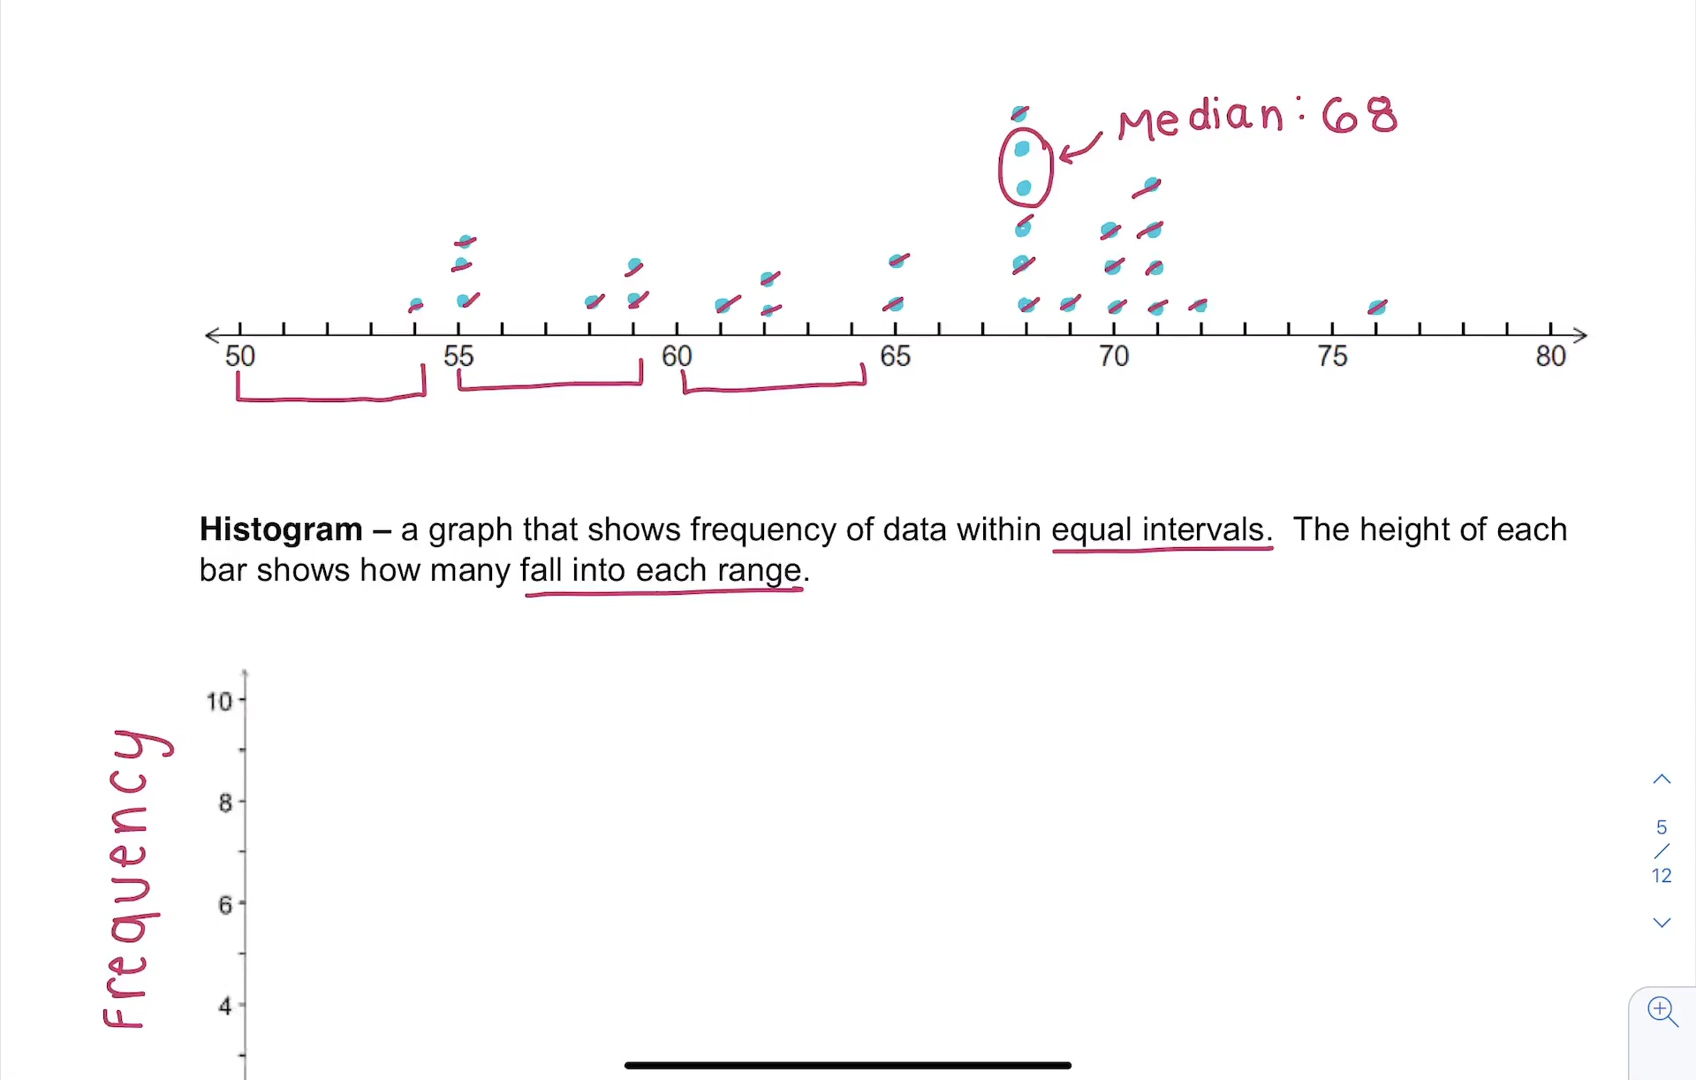 Median: 68
50 55 60 65 70 75 80
Histogram – a graph that shows frequency of data within equal intervals. The height of each
bar shows how many fall into each range.
Frequency
10
8
6
4
5
/
12